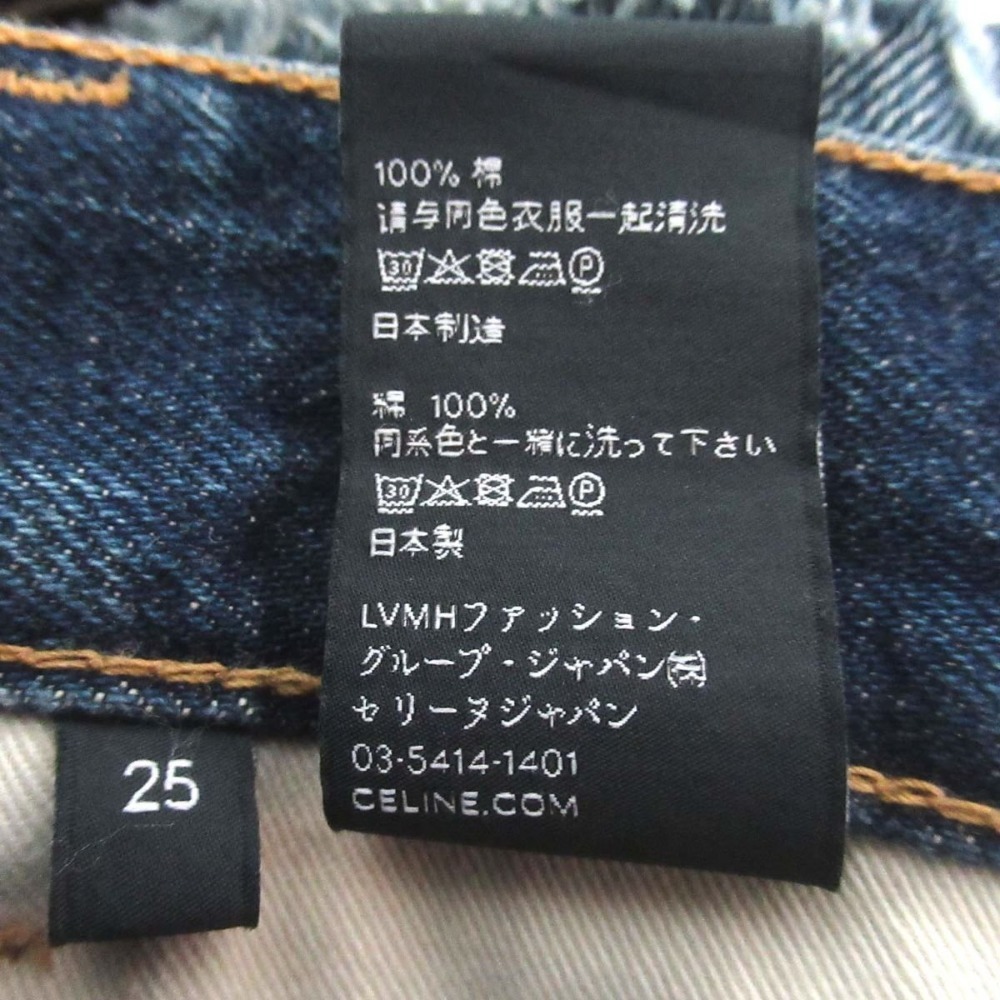 100% 棉
请与同色衣服一起清洗
30 P
日本制造
綿 100%
同系色と一緒に洗って下さい
30 P
日本製
LVMHファッション・
グループ・ジャパン㈱
セリーヌジャパン
03-5414-1401
CELINE.COM
25